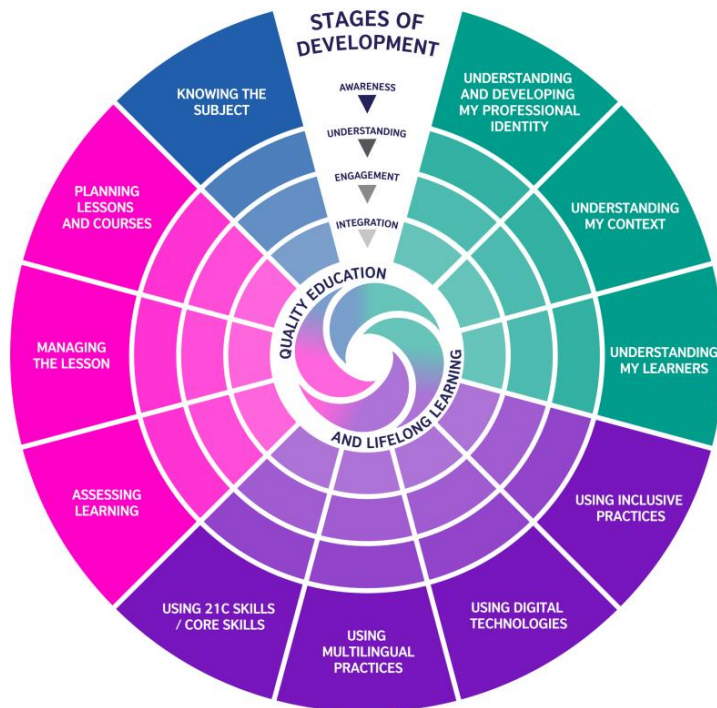 STAGES OF
DEVELOPMENT
AWARENESS
UNDERSTANDING
ENGAGEMENT
INTEGRATION
UNDERSTANDING
AND DEVELOPING
MY PROFESSIONAL
IDENTITY
UNDERSTANDING
MY CONTEXT
UNDERSTANDING
MY LEARNERS
USING INCLUSIVE
PRACTICES
USING DIGITAL
TECHNOLOGIES
USING
MULTILINGUAL
PRACTICES
USING 21C SKILLS
/ CORE SKILLS
ASSESSING
LEARNING
MANAGING
THE LESSON
PLANNING
LESSONS
AND COURSES
KNOWING THE
SUBJECT
QUALITY EDUCATION
AND LIFELONG LEARNING